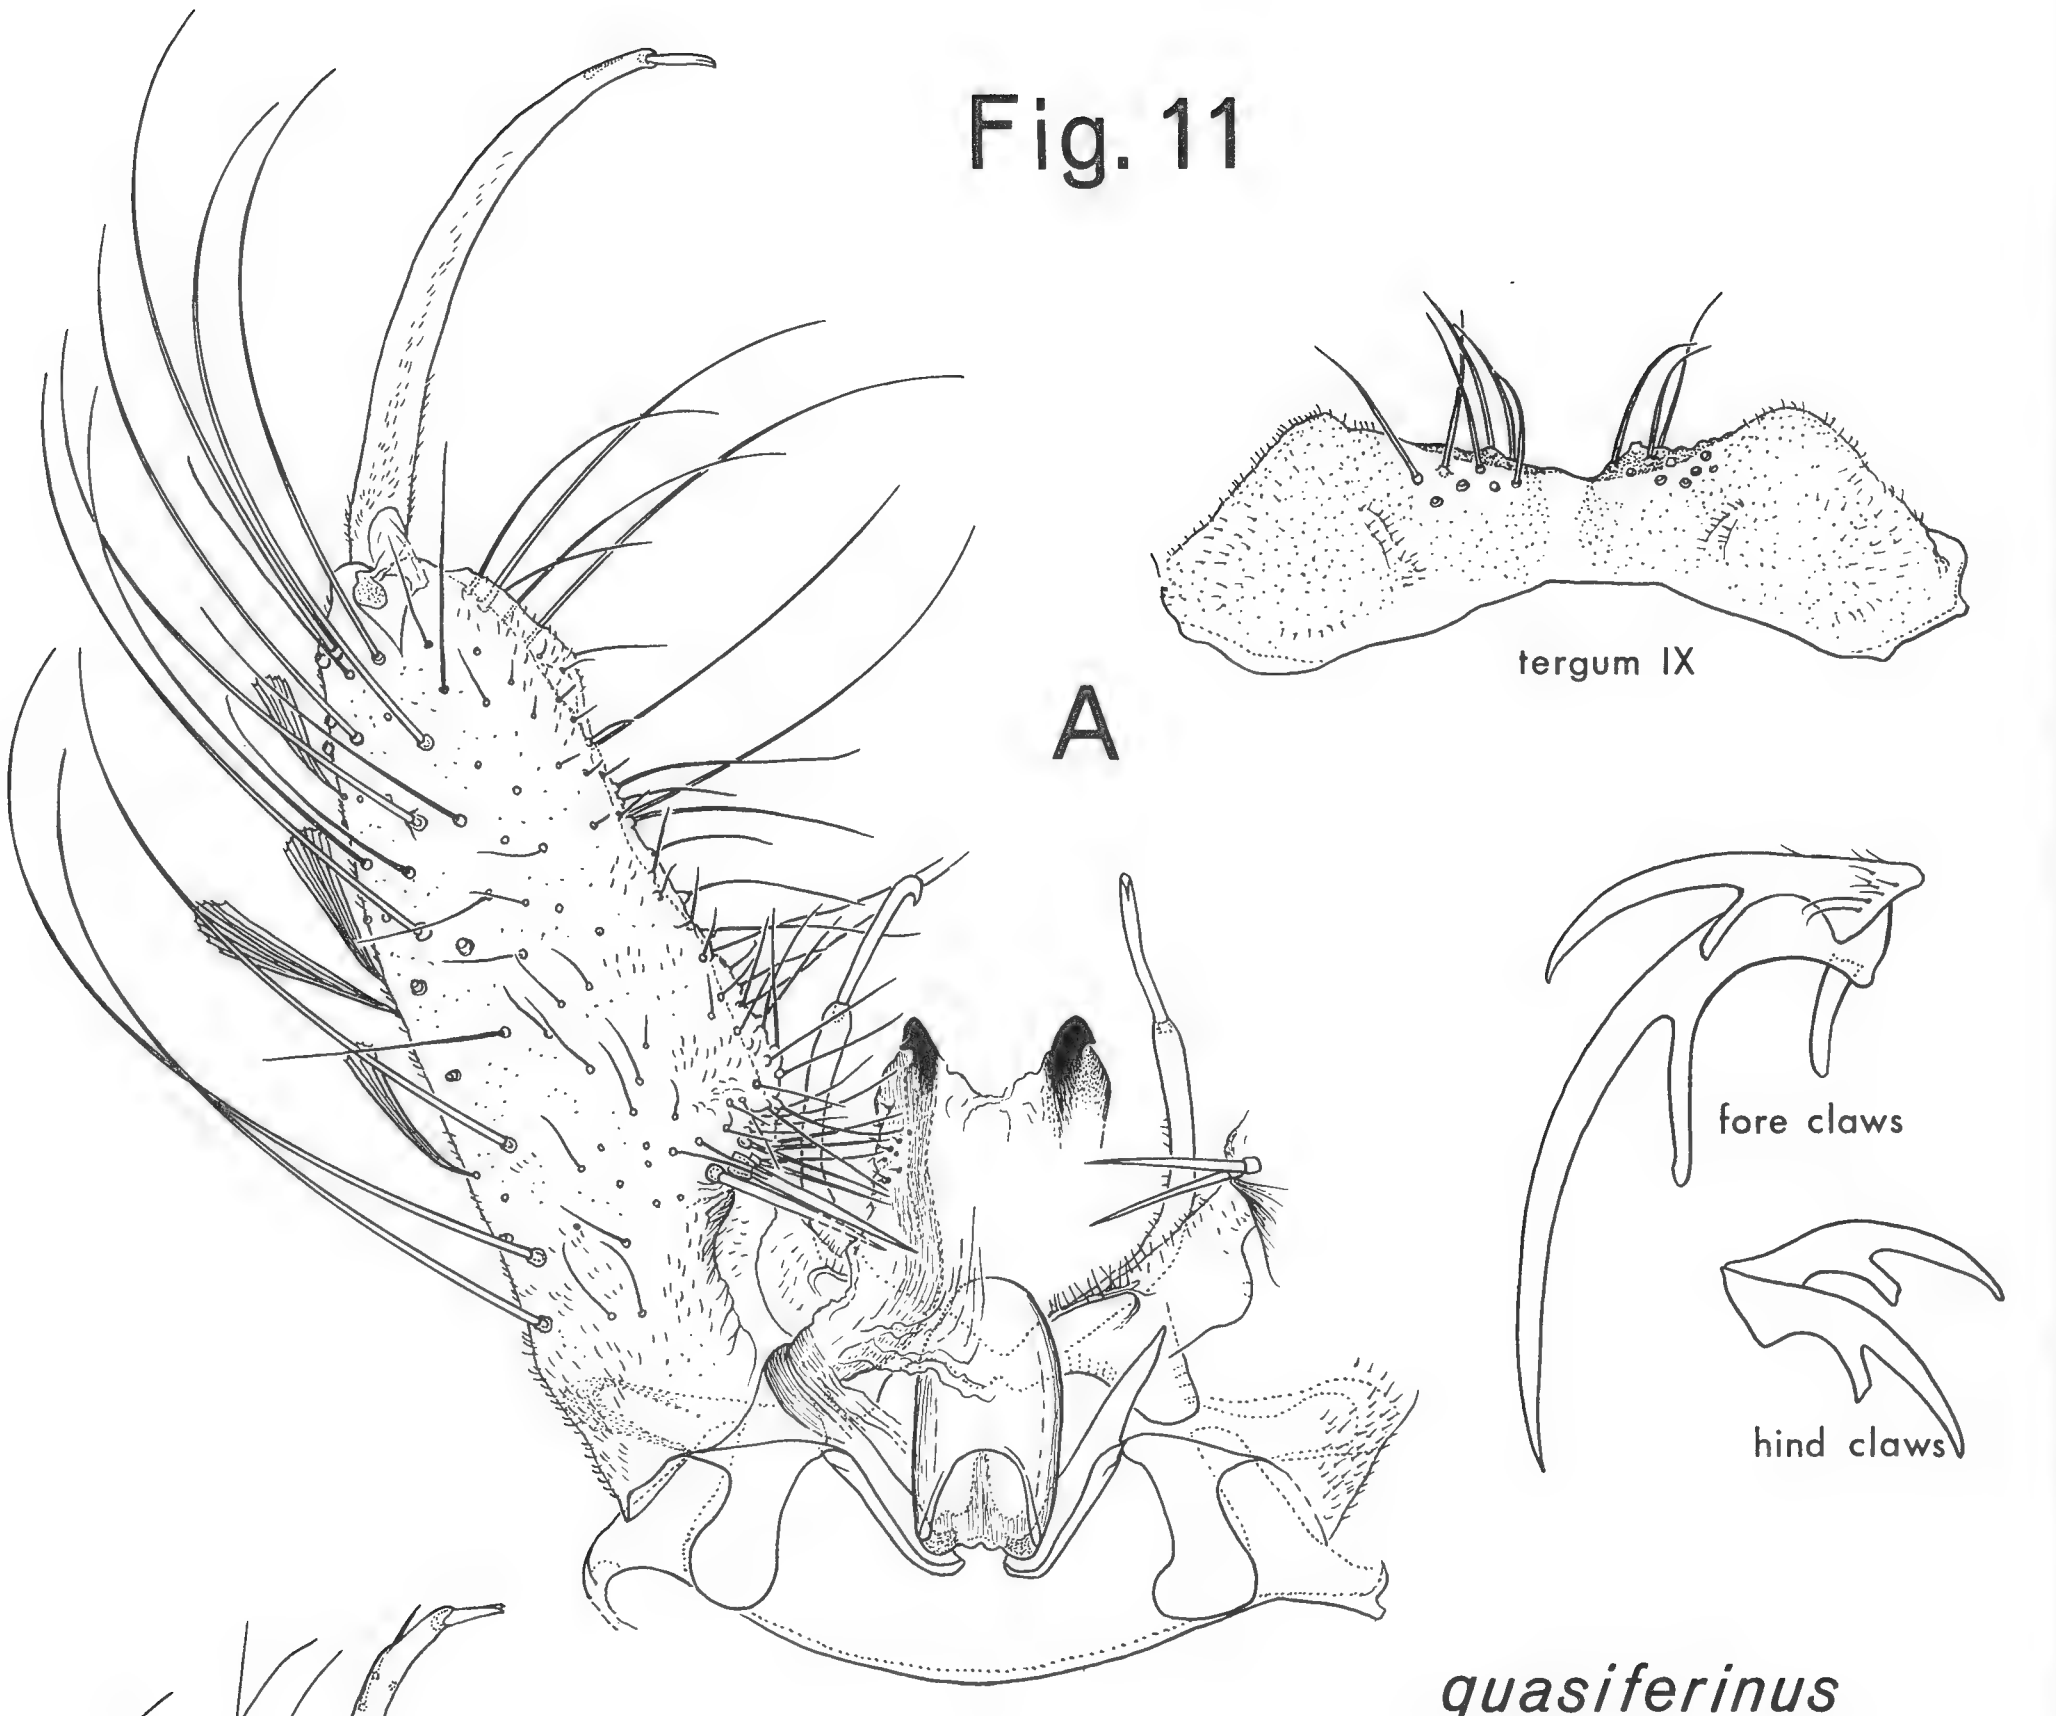 Fig. 11
tergum IX
A
fore claws
hind claws
quasiferinus